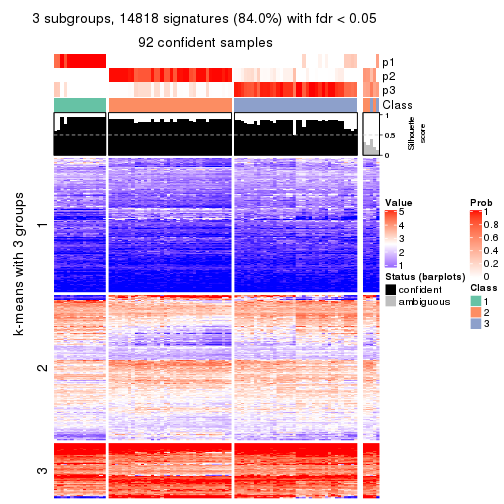 3 subgroups, 14818 signatures (84.0%) with fdr < 0.05
92 confident samples
p1
p2
p3
Class
1
0.5
0
Silhouette
score
k-means with 3 groups
1
2
3
Value
5
4
3
2
1
Status (barplots)
confident
ambiguous
Prob
1
0.8
0.6
0.4
0.2
0
Class
1
2
3